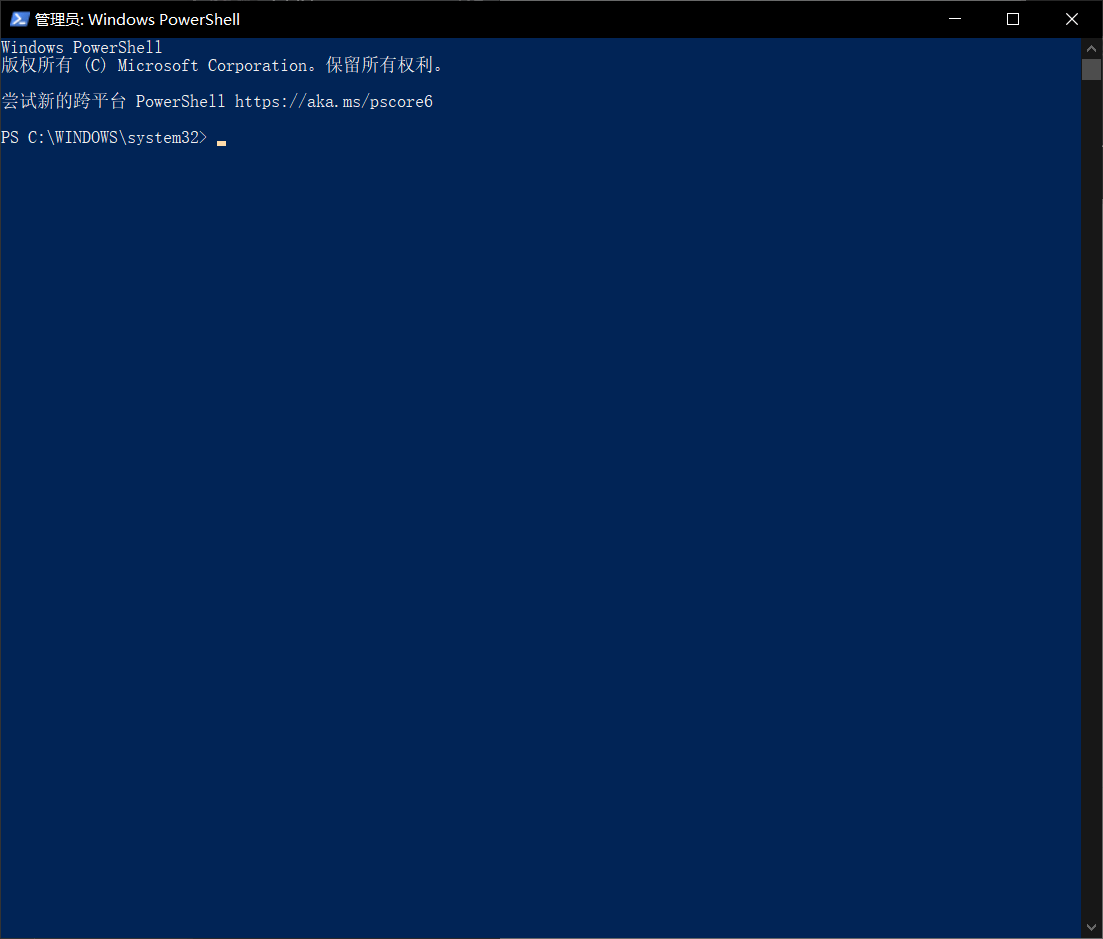 管理员: Windows PowerShell
Windows PowerShell
版权所有 (C) Microsoft Corporation。保留所有权利。
尝试新的跨平台 PowerShell https://aka.ms/pscore6
PS C:\WINDOWS\system32>